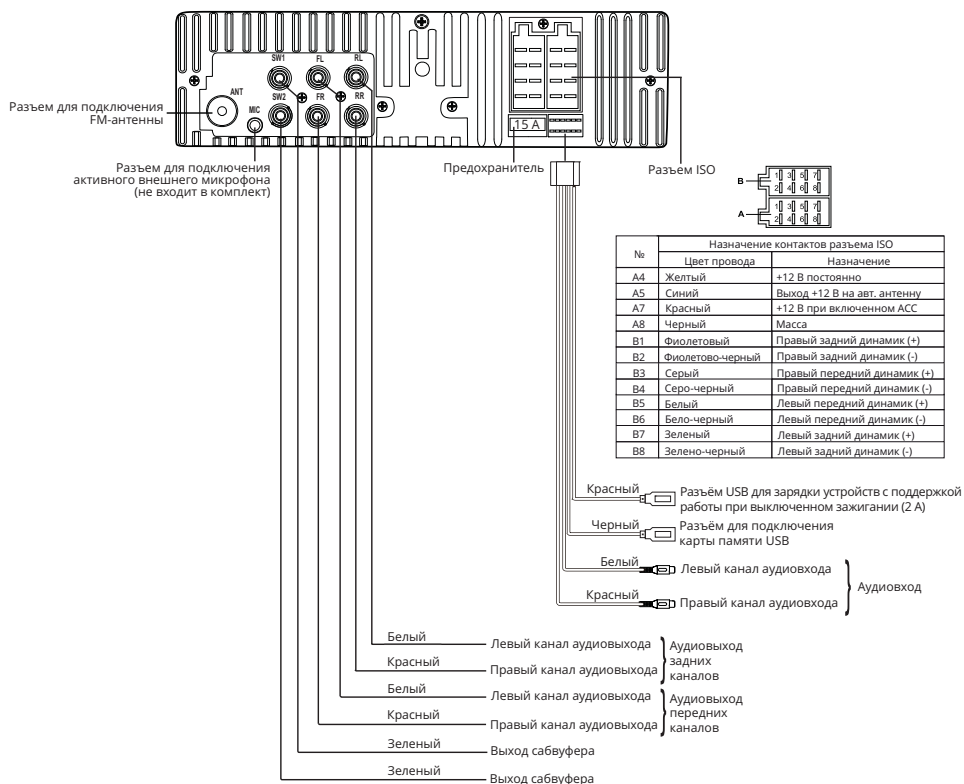 SW1
FL
RL
ANT
SW2
FR
RR
MIC
15 A
Разъем для подключения
FM-антенны
Разъем для подключения
активного внешнего микрофона
(не входит в комплект)
Предохранитель
Разъем ISO
B
1 3 5 7
2 4 6 8
A
1 3 5 7
2 4 6 8
№ Назначение контактов разъема ISO
Цвет провода Назначение
A4 Желтый +12 В постоянно
A5 Синий Выход +12 В на авт. антенну
A7 Красный +12 В при включенном ACC
A8 Черный Масса
B1 Фиолетовый Правый задний динамик (+)
B2 Фиолетово-черный Правый задний динамик (-)
B3 Серый Правый передний динамик (+)
B4 Серо-черный Правый передний динамик (-)
B5 Белый Левый передний динамик (+)
B6 Бело-черный Левый передний динамик (-)
B7 Зеленый Левый задний динамик (+)
B8 Зелено-черный Левый задний динамик (-)
Красный Разъём USB для зарядки устройств с поддержкой
работы при выключенном зажигании (2 А)
Черный Разъём для подключения
карты памяти USB
Белый Левый канал аудиовхода
Аудиовход
Красный Правый канал аудиовхода
Белый Левый канал аудиовыхода
Красный Правый канал аудиовыхода
Аудиовыход
задних
каналов
Белый Левый канал аудиовыхода
Красный Правый канал аудиовыхода
Аудиовыход
передних
каналов
Зеленый Выход сабвуфера
Зеленый Выход сабвуфера